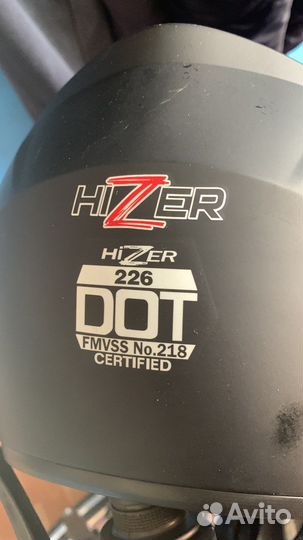 HIZER
HiZER
226
DOT
FMVSS No.218
CERTIFIED
Avito